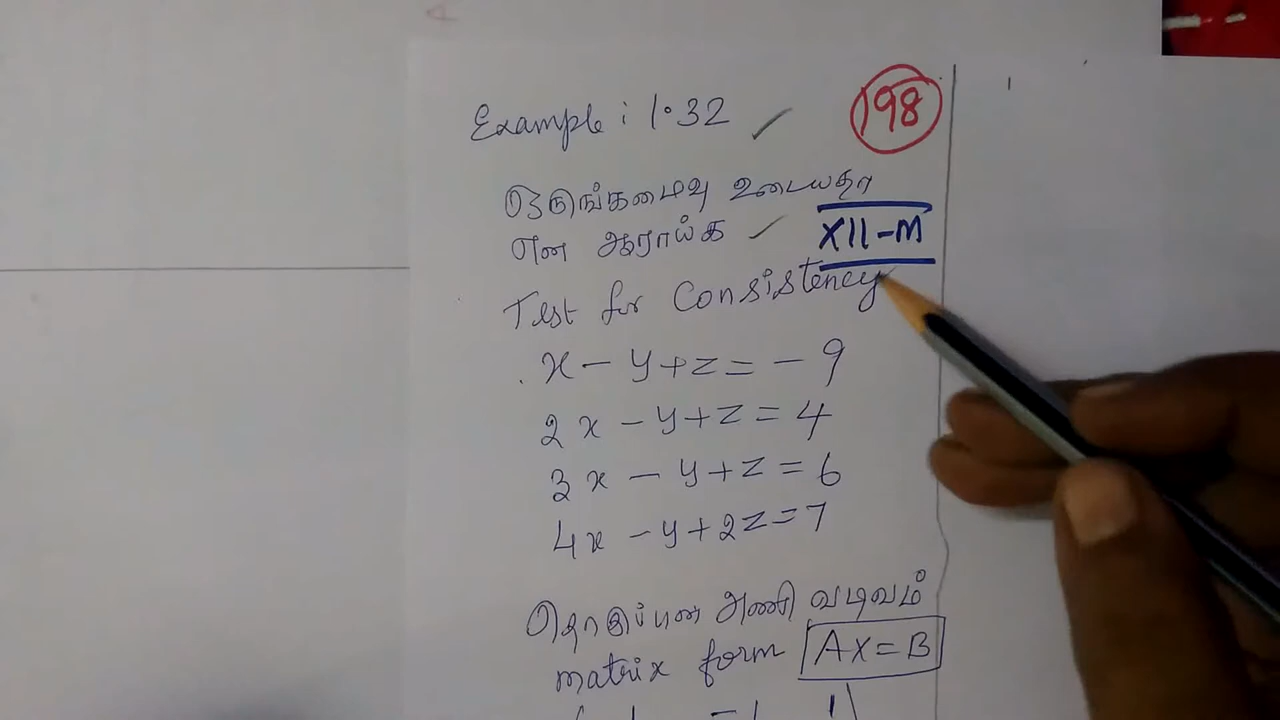 Example : 1.32
198
ஒருங்கமைவு உடையதா
என ஆராய்க
XII-M
Test for Consistency
x - y + z = - 9
2x - y + z = 4
3x - y + z = 6
4x - y + 2z = 7
தொகுப்பன அணி வடிவம்
matrix form AX = B